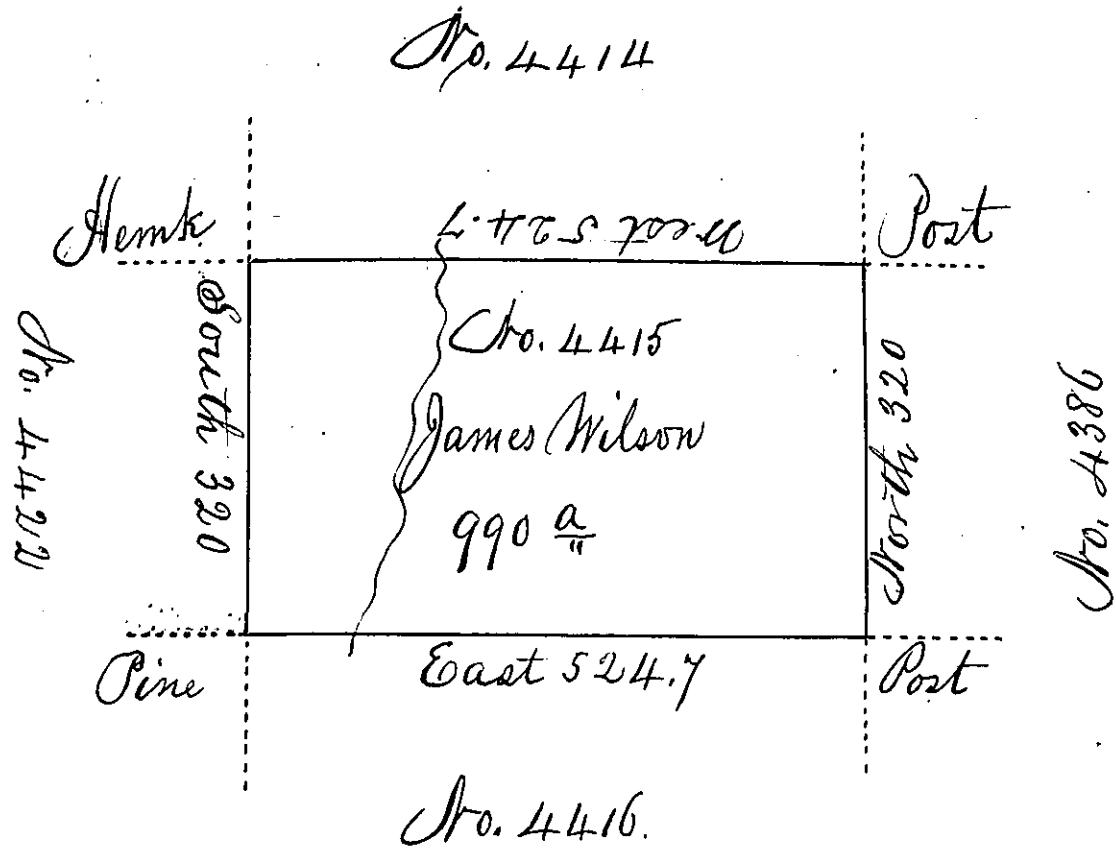 No. 4414
Hemk.
West 524.7
Post
South 320
No. 4415
James Wilson
990 a
North 320
No. 4422
No. 4386
Pine
East 524.7
Post
No. 4416.